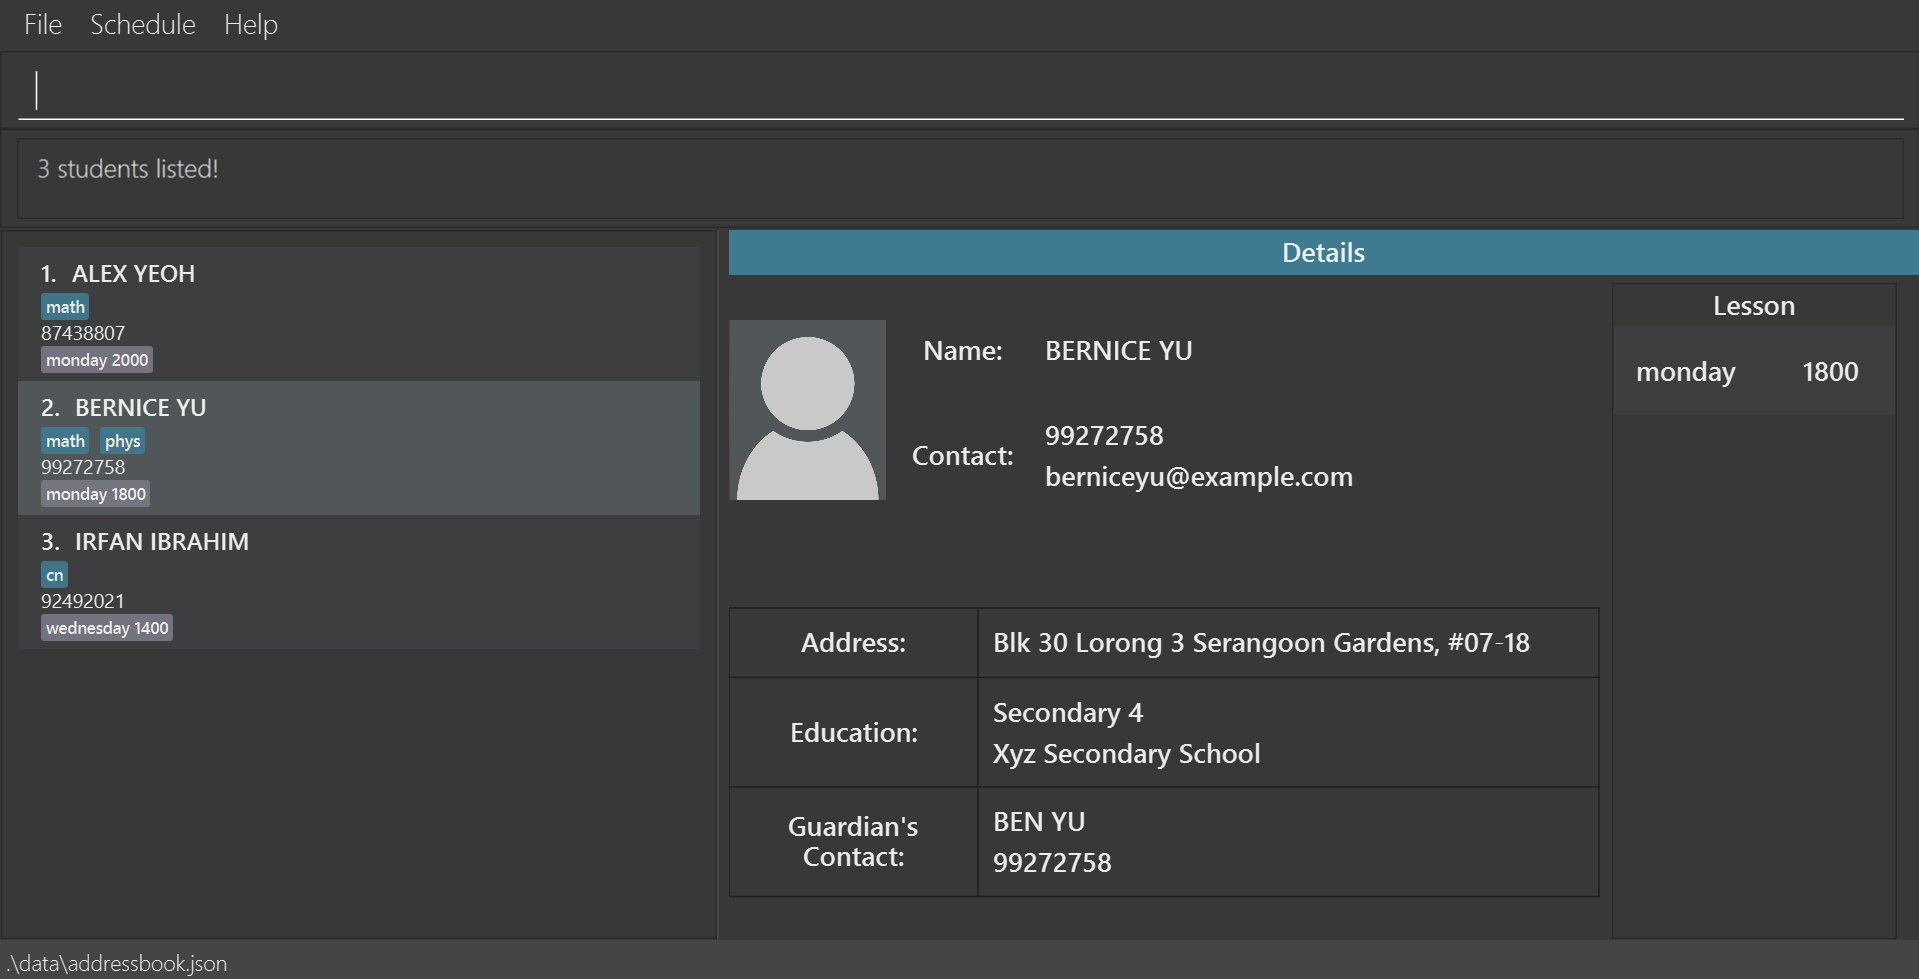 File Schedule Help
3 students listed!
1. ALEX YEOH
math
87438807
monday 2000
2. BERNICE YU
math phys
99272758
monday 1800
3. IRFAN IBRAHIM
cn
92492021
wednesday 1400
Details
Name: BERNICE YU
Contact:
99272758
berniceyu@example.com
Address: Blk 30 Lorong 3 Serangoon Gardens, #07-18
Education:
Secondary 4
Xyz Secondary School
Guardian's
Contact:
BEN YU
99272758
Lesson
monday 1800
.\data\addressbook.json